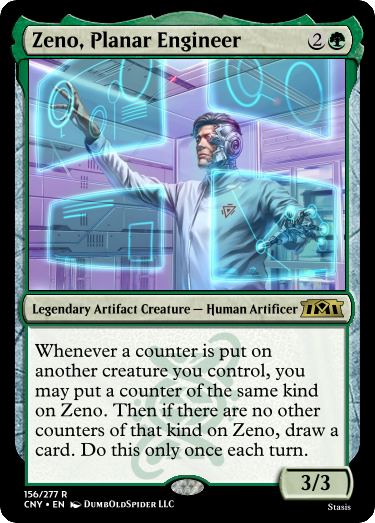 Zeno, Planar Engineer 2
Legendary Artifact Creature — Human Artificer
Whenever a counter is put on
another creature you control, you
may put a counter of the same kind
on Zeno. Then if there are no other
counters of that kind on Zeno, draw a
card. Do this only once each turn.
3/3
156/277 R
CNY • EN DumbOldSpider LLC
Stasis